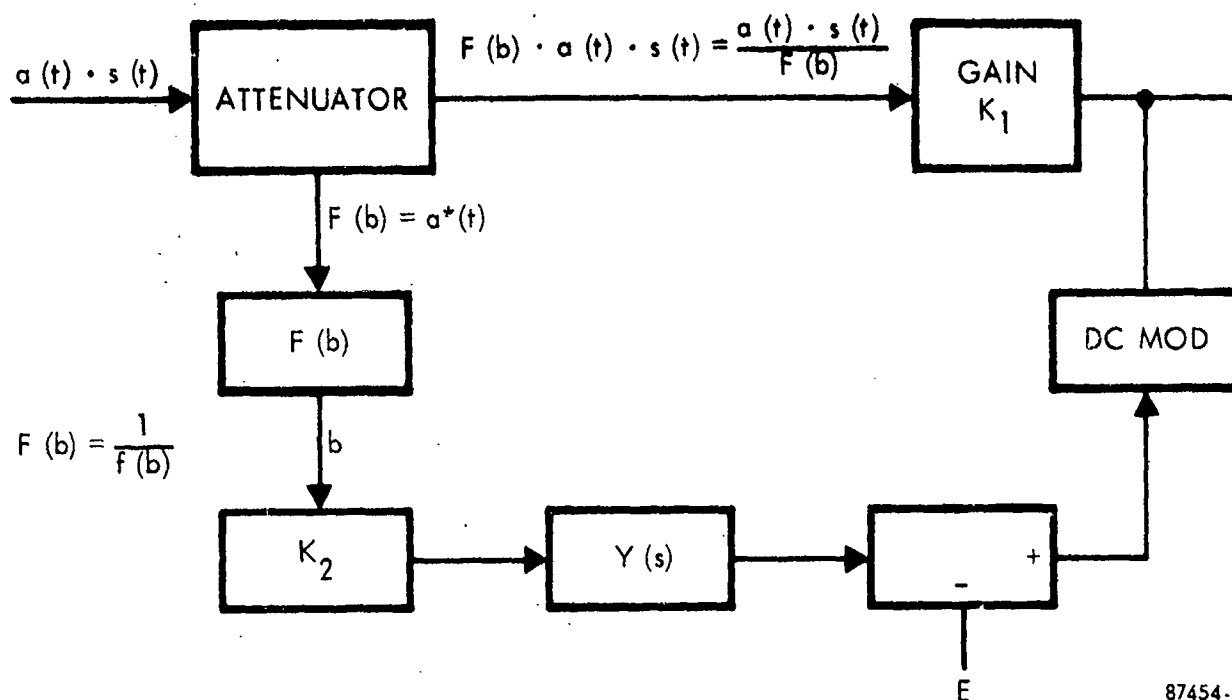 a (t) · s (t)
ATTENUATOR
F (b) · a (t) · s (t) = a (t) · s (t) / F (b)
GAIN
K1
F (b) = a*(t)
F (b)
DC MOD
F (b) = 1 / f (b)
b
K2
Y (s)
+
-
E
87454-